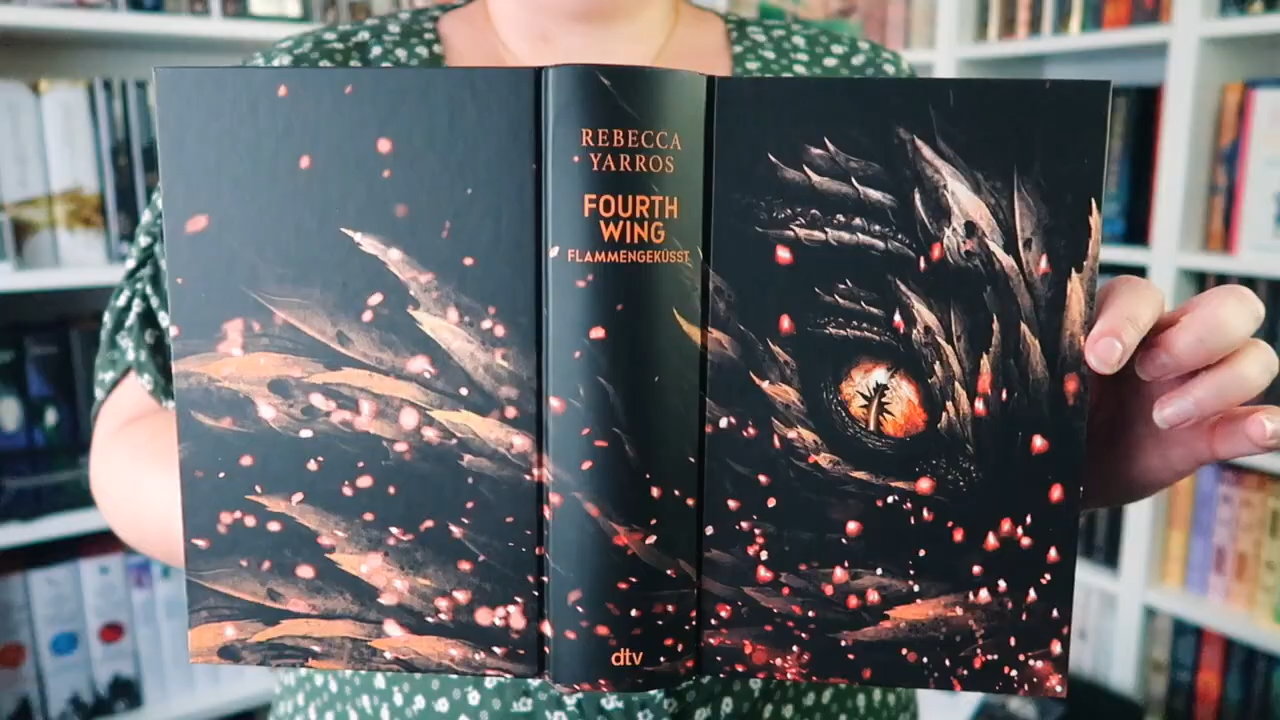 REBECCA
YARROS
FOURTH
WING
FLAMMENGEKÜSST
dtv